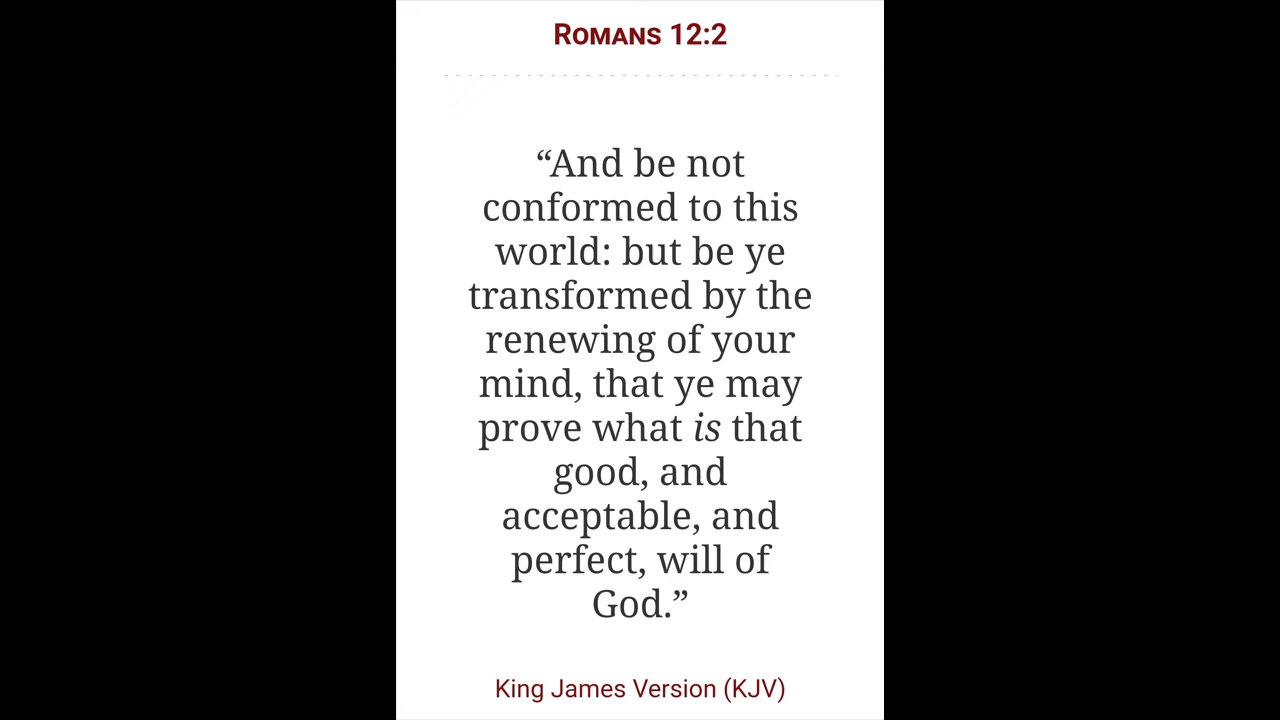 Romans 12:2
“And be not
conformed to this
world: but be ye
transformed by the
renewing of your
mind, that ye may
prove what is that
good, and
acceptable, and
perfect, will of
God.”
King James Version (KJV)